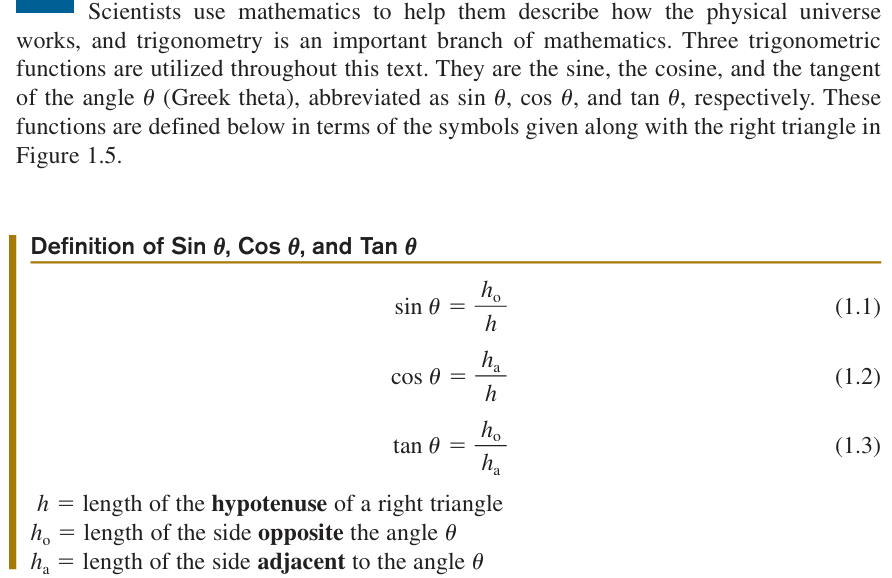 Scientists use mathematics to help them describe how the physical universe
works, and trigonometry is an important branch of mathematics. Three trigonometric
functions are utilized throughout this text. They are the sine, the cosine, and the tangent
of the angle θ (Greek theta), abbreviated as sin θ, cos θ, and tan θ, respectively. These
functions are defined below in terms of the symbols given along with the right triangle in
Figure 1.5.
Definition of Sin θ, Cos θ, and Tan θ
sin θ = hₒ/h (1.1)
cos θ = hₐ/h (1.2)
tan θ = hₒ/hₐ (1.3)
h = length of the hypotenuse of a right triangle
hₒ = length of the side opposite the angle θ
hₐ = length of the side adjacent to the angle θ